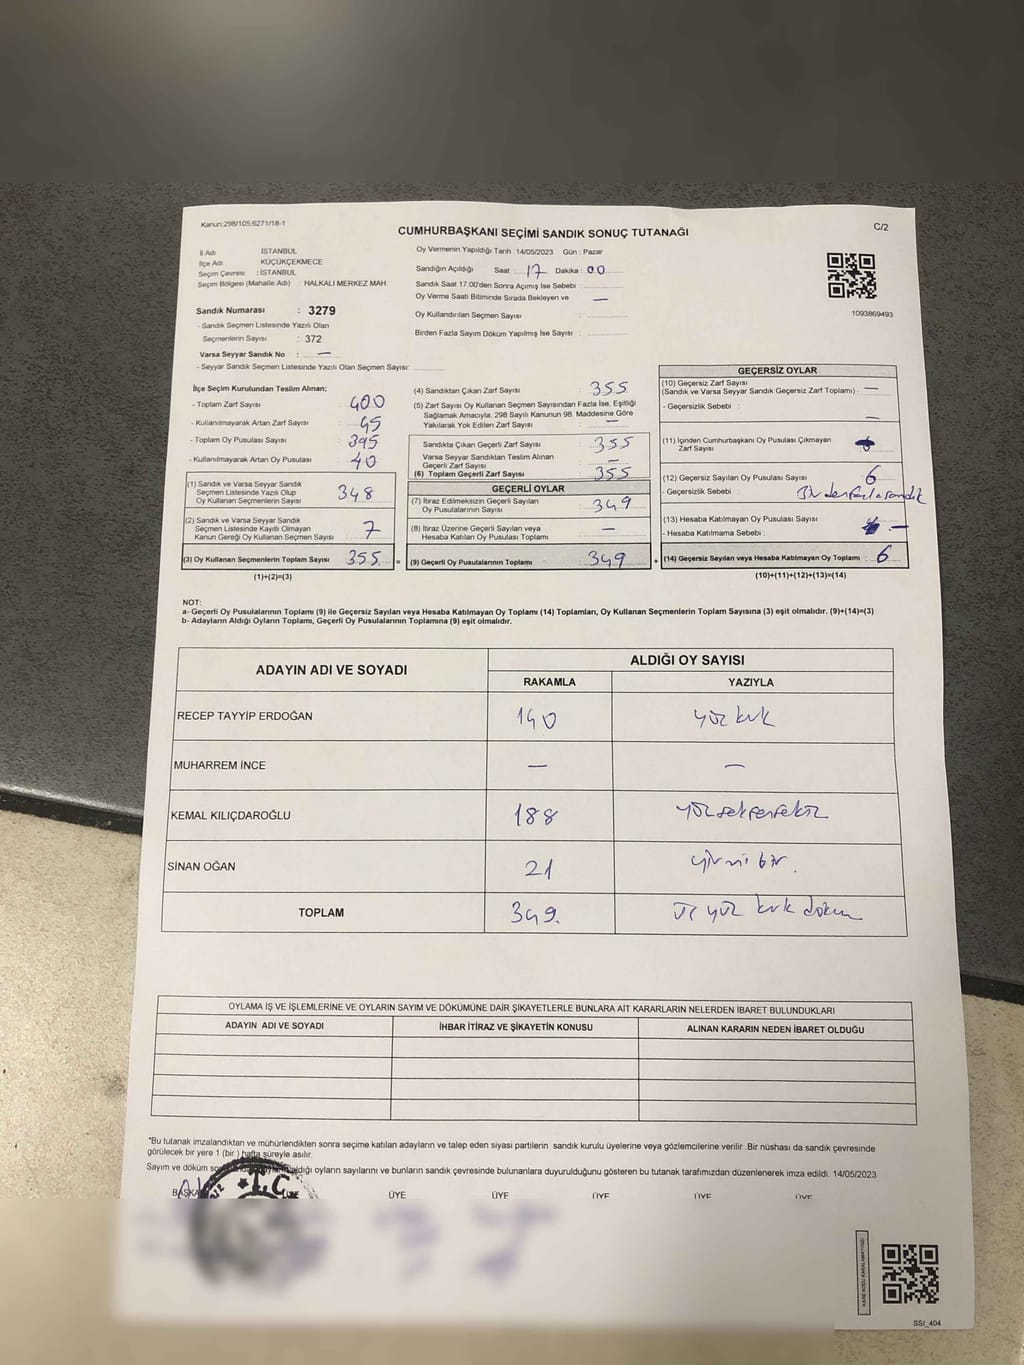 Kanun:298/105;6271/18-1
C/2
CUMHURBAŞKANI SEÇİMİ SANDIK SONUÇ TUTANAĞI
İl Adı : İSTANBUL
İlçe Adı : KÜÇÜKÇEKMECE
Seçim Çevresi : İSTANBUL
Seçim Bölgesi (Mahalle Adı) : HALKALI MERKEZ MAH.
Sandık Numarası : 3279
- Sandık Seçmen Listesinde Yazılı Olan
Seçmenlerin Sayısı : 372
Varsa Seyyar Sandık No : —
- Seyyar Sandık Seçmen Listesinde Yazılı Olan Seçmen Sayısı:
Oy Vermenin Yapıldığı Tarih : 14/05/2023 Gün : Pazar
Sandığın Açıldığı Saat : 17 Dakika : 00
Sandık Saat 17.00'den Sonra Açılmış İse Sebebi :
Oy Verme Saati Bitiminde Sırada Bekleyen ve —
Oy Kullandırılan Seçmen Sayısı :
Birden Fazla Sayım Döküm Yapılmış İse Sayısı :
1093869493
İlçe Seçim Kurulundan Teslim Alınan;
- Toplam Zarf Sayısı : 400
- Kullanılmayarak Artan Zarf Sayısı : 45
- Toplam Oy Pusulası Sayısı : 395
- Kullanılmayarak Artan Oy Pusulası : 40
(1) Sandık ve Varsa Seyyar Sandık
Seçmen Listesinde Yazılı Olup
Oy Kullanan Seçmenlerin Sayısı : 348
(2) Sandık ve Varsa Seyyar Sandık
Seçmen Listesinde Kayıtlı Olmayan
Kanun Gereği Oy Kullanan Seçmen Sayısı : 7
(3) Oy Kullanan Seçmenlerin Toplam Sayısı : 355
(1)+(2)=(3)
(4) Sandıktan Çıkan Zarf Sayısı : 355
(5) Zarf Sayısı Oy Kullanan Seçmen Sayısından Fazla İse, Eşitliği
Sağlamak Amacıyla; 298 Sayılı Kanunun 98. Maddesine Göre
Yakılarak Yok Edilen Zarf Sayısı : —
Sandıkta Çıkan Geçerli Zarf Sayısı : 355
Varsa Seyyar Sandıktan Teslim Alınan
Geçerli Zarf Sayısı : —
(6) Toplam Geçerli Zarf Sayısı : 355
GEÇERLİ OYLAR
(7) İtiraz Edilmeksizin Geçerli Sayılan
Oy Pusulalarının Sayısı : 349
(8) İtiraz Üzerine Geçerli Sayılan veya
Hesaba Katılan Oy Pusulası Toplamı : —
= (9) Geçerli Oy Pusulalarının Toplamı : 349
GEÇERSİZ OYLAR
(10) Geçersiz Zarf Sayısı
(Sandık ve Varsa Seyyar Sandık Geçersiz Zarf Toplamı) : —
- Geçersizlik Sebebi : —
(11) İçinden Cumhurbaşkanı Oy Pusulası Çıkmayan
Zarf Sayısı
(12) Geçersiz Sayılan Oy Pusulası Sayısı : 6
- Geçersizlik Sebebi : Birden fazla sandık
(13) Hesaba Katılmayan Oy Pusulası Sayısı
- Hesaba Katılmama Sebebi : —
+ (14) Geçersiz Sayılan veya Hesaba Katılmayan Oy Toplamı : 6
(10)+(11)+(12)+(13)=(14)
NOT:
a- Geçerli Oy Pusulalarının Toplamı (9) ile Geçersiz Sayılan veya Hesaba Katılmayan Oy Toplamı (14) Toplamları, Oy Kullanan Seçmenlerin Toplam Sayısına (3) eşit olmalıdır. (9)+(14)=(3)
b- Adayların Aldığı Oyların Toplamı, Geçerli Oy Pusulalarının Toplamına (9) eşit olmalıdır.
ADAYIN ADI VE SOYADI
ALDIĞI OY SAYISI
RAKAMLA YAZIYLA
RECEP TAYYİP ERDOĞAN 140 yüz kırk
MUHARREM İNCE — —
KEMAL KILIÇDAROĞLU 188 yüzseksensekiz
SİNAN OĞAN 21 yirmi bir.
TOPLAM 349. üç yüz kırk dokuz
OYLAMA İŞ VE İŞLEMLERİNE VE OYLARIN SAYIM VE DÖKÜMÜNE DAİR ŞİKAYETLERLE BUNLARA AİT KARARLARIN NELERDEN İBARET BULUNDUKLARI
ADAYIN ADI VE SOYADI İHBAR İTİRAZ VE ŞİKAYETİN KONUSU ALINAN KARARIN NEDEN İBARET OLDUĞU
"Bu tutanak imzalandıktan ve mühürlendikten sonra seçime katılan adayların ve talep eden siyasi partilerin sandık kurulu üyelerine veya gözlemcilerine verilir .Bir nüshası da sandık çevresinde
görülecek bir yere 1 (bir ) hafta süreyle asılır.
Sayım ve döküm aldığı oyların sayılarını ve bunların sandık çevresinde bulunanlara duyurulduğunu gösteren bu tutanak tarafımızdan düzenlenerek imza edildi. 14/05/2023
BAŞKAN ÜYE ÜYE ÜYE ÜYE ÜYE ÜYE
T.C.
KARE KODU KARALAMAYINIZ!
SSI_404